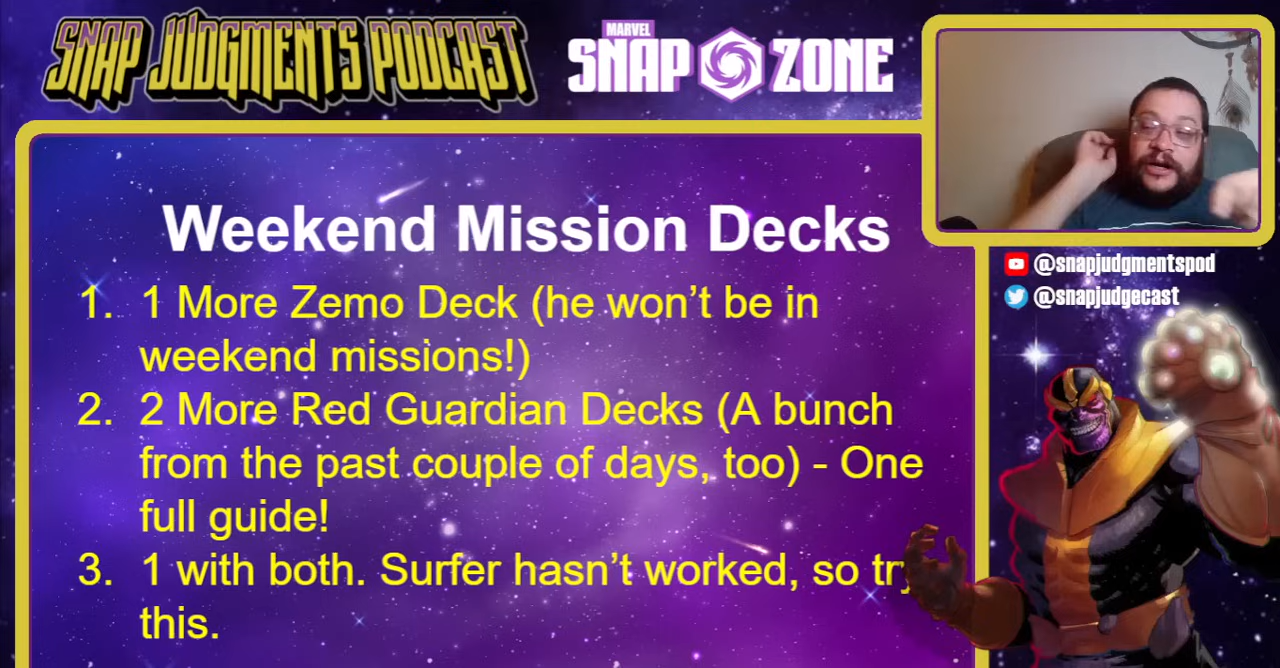 SNAP JUDGMENTS PODCAST
MARVEL
SNAP ZONE
Weekend Mission Decks
1. 1 More Zemo Deck (he won't be in
weekend missions!)
2. 2 More Red Guardian Decks (A bunch
from the past couple of days, too) - One
full guide!
3. 1 with both. Surfer hasn't worked, so try
this.
@snapjudgmentspod
@snapjudgecast